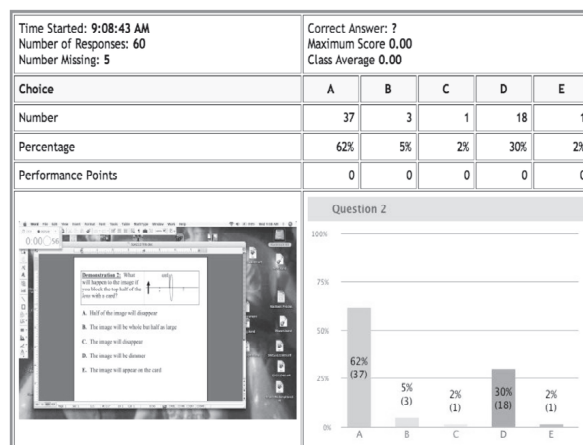 Time Started: 9:08:43 AM
Number of Responses: 60
Number Missing: 5
Correct Answer: ?
Maximum Score 0.00
Class Average 0.00
Choice A B C D E
Number 37 3 1 18 1
Percentage 62% 5% 2% 30% 2%
Performance Points 0 0 0 0 0
0:00
Demonstration 2: What
will happen to the image if
you block the top half of the
lens with a card?
A. Half of the image will disappear
B. The image will be whole but half as large
C. The image will disappear
D. The image will be dimmer
E. The image will appear on the card
Question 2
100%
75%
50%
25%
0%
62%
(37)
5%
(3)
2%
(1)
30%
(18)
2%
(1)
A B C D E